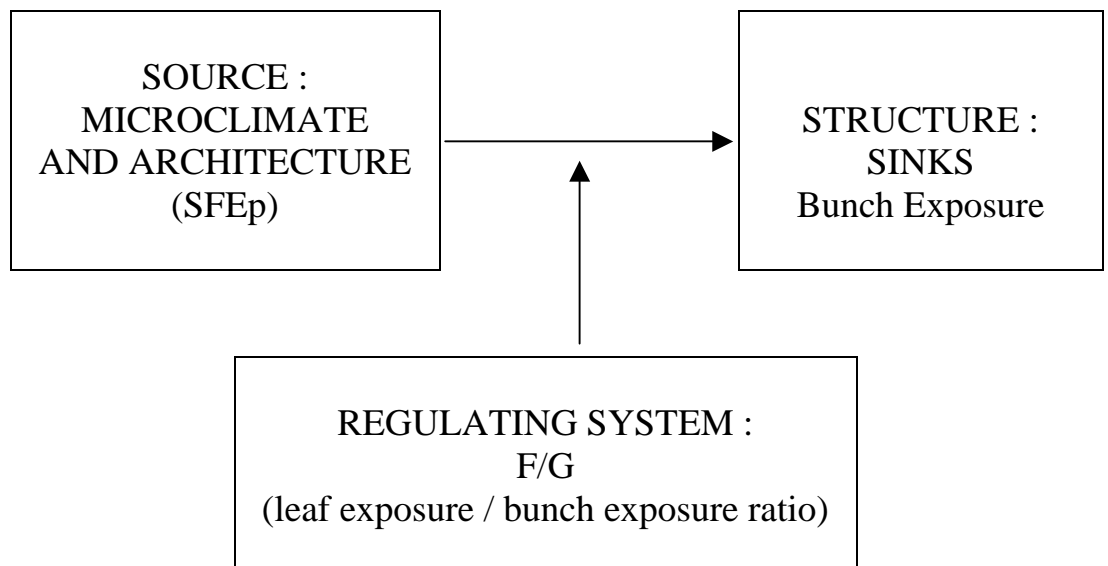 SOURCE :
MICROCLIMATE
AND ARCHITECTURE
(SFEp)
STRUCTURE :
SINKS
Bunch Exposure
REGULATING SYSTEM :
F/G
(leaf exposure / bunch exposure ratio)